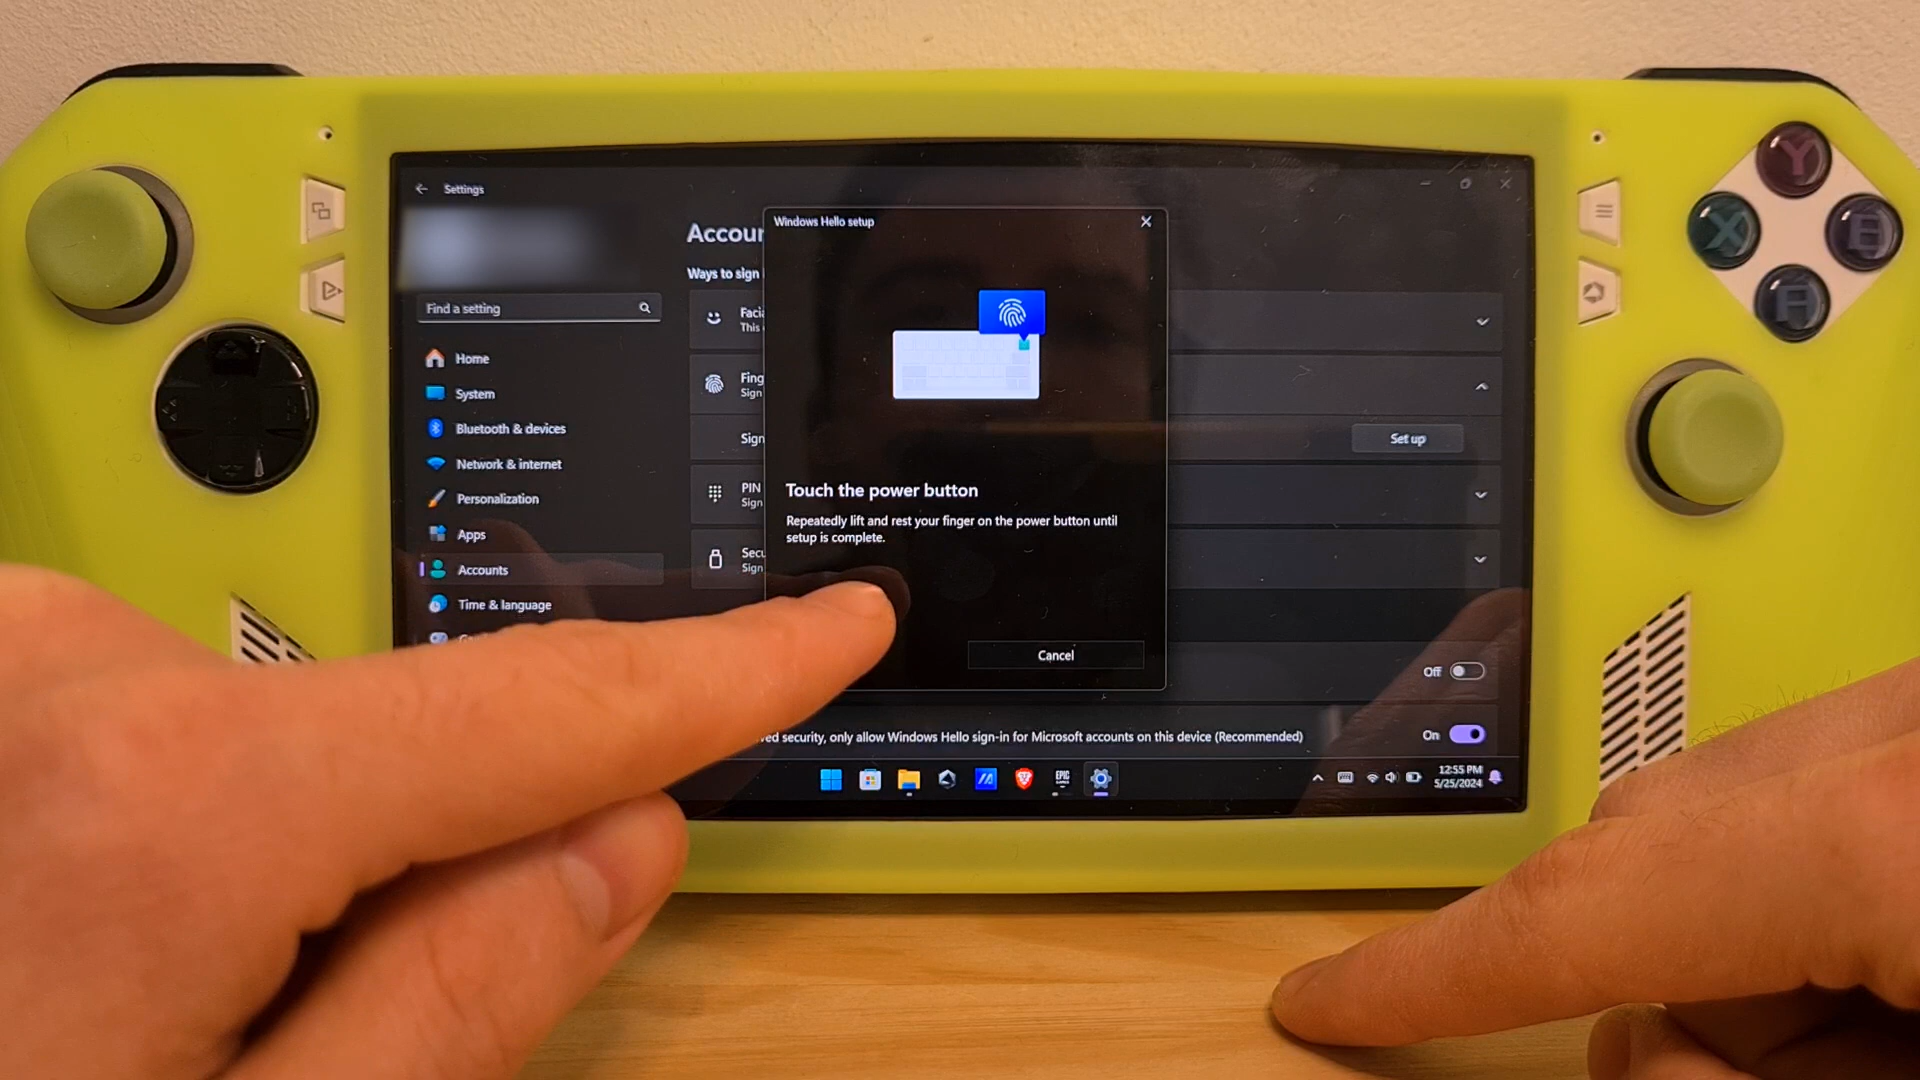 Settings
Windows Hello setup
Accour
Ways to sign
Find a setting
Faci
This
Home
Fing
Sign
System
Bluetooth & devices
Sign
Set up
Network & internet
PIN
Sign
Touch the power button
Personalization
Repeatedly lift and rest your finger on the power button until
setup is complete.
Apps
Secu
Sign
Accounts
Time & language
Cancel
Off
ved security, only allow Windows Hello sign-in for Microsoft accounts on this device (Recommended)
On
EPIC
GAMES
12:55 PM
5/25/2024
Y
X
B
A